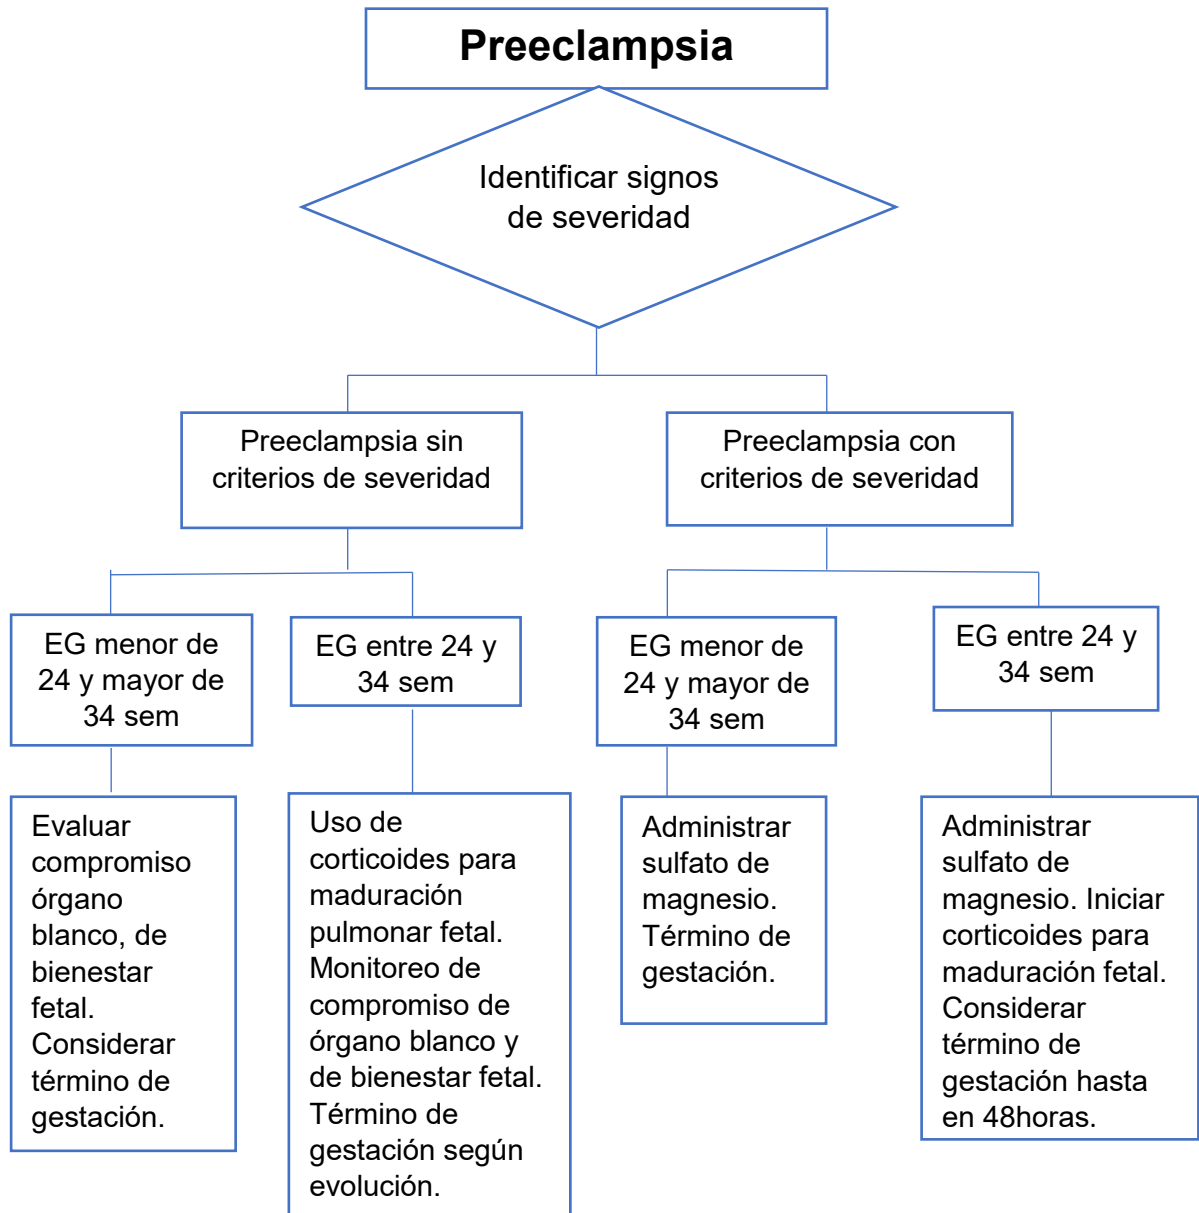 Preeclampsia
Identificar signos
de severidad
Preeclampsia sin
criterios de severidad
Preeclampsia con
criterios de severidad
EG menor de
24 y mayor de
34 sem
EG entre 24 y
34 sem
EG menor de
24 y mayor de
34 sem
EG entre 24 y
34 sem
Evaluar
compromiso
órgano
blanco, de
bienestar
fetal.
Considerar
término de
gestación.
Uso de
corticoides para
maduración
pulmonar fetal.
Monitoreo de
compromiso de
órgano blanco y
de bienestar fetal.
Término de
gestación según
evolución.
Administrar
sulfato de
magnesio.
Término de
gestación.
Administrar
sulfato de
magnesio. Iniciar
corticoides para
maduración fetal.
Considerar
término de
gestación hasta
en 48horas.